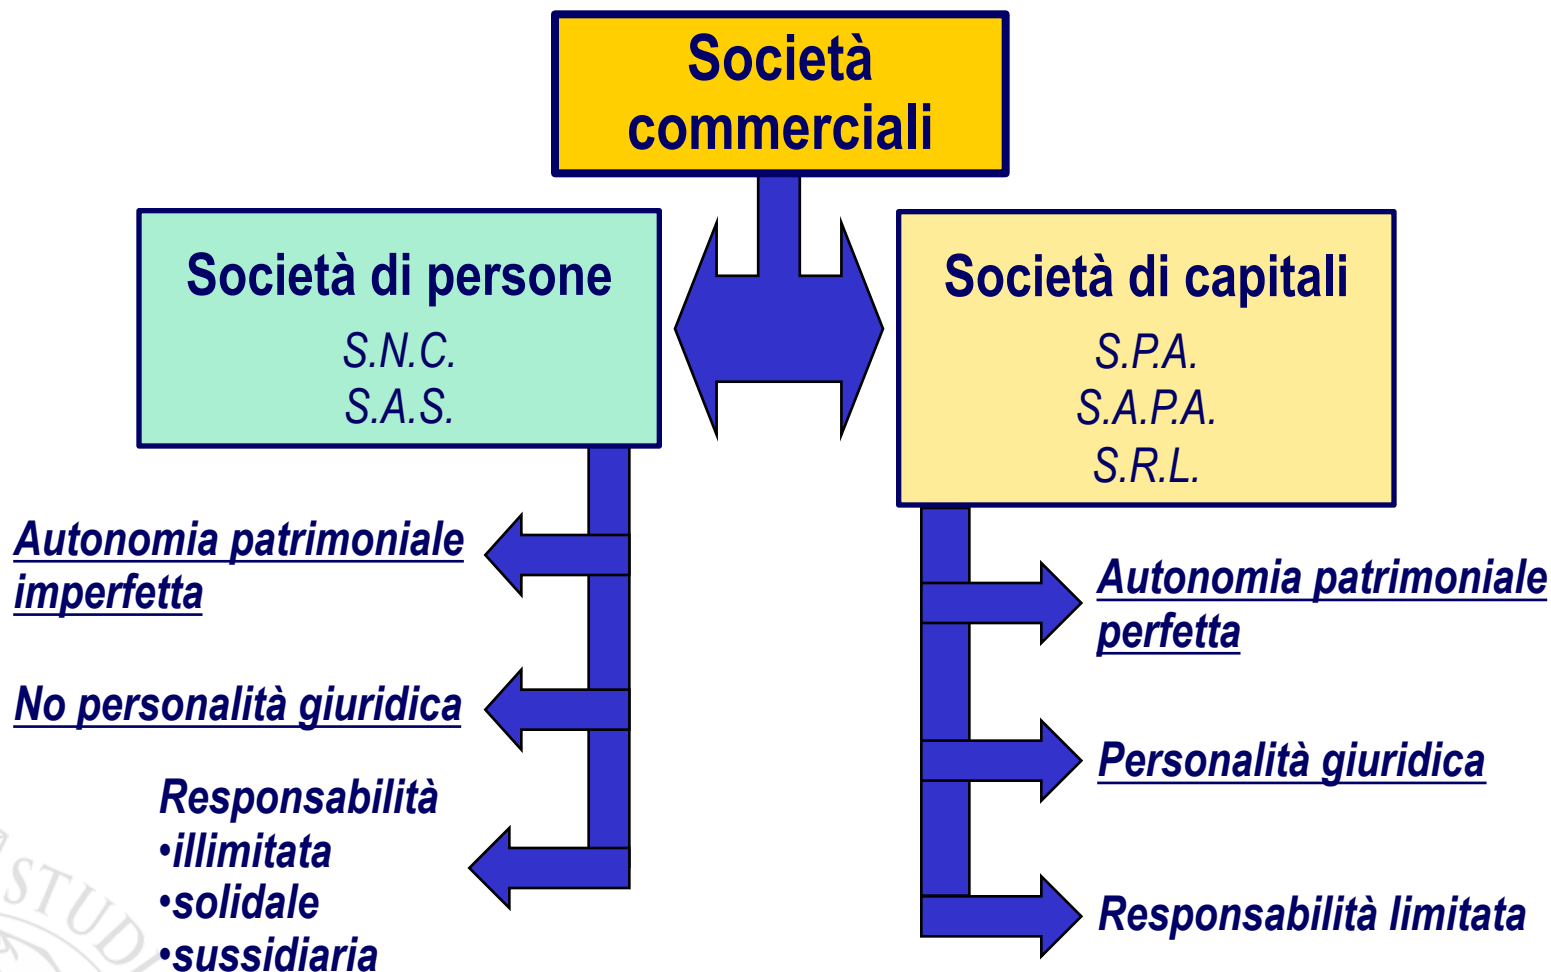 Società
commerciali
Società di persone
S.N.C.
S.A.S.
Società di capitali
S.P.A.
S.A.P.A.
S.R.L.
Autonomia patrimoniale
imperfetta
No personalità giuridica
Responsabilità
•illimitata
•solidale
•sussidiaria
Autonomia patrimoniale
perfetta
Personalità giuridica
Responsabilità limitata